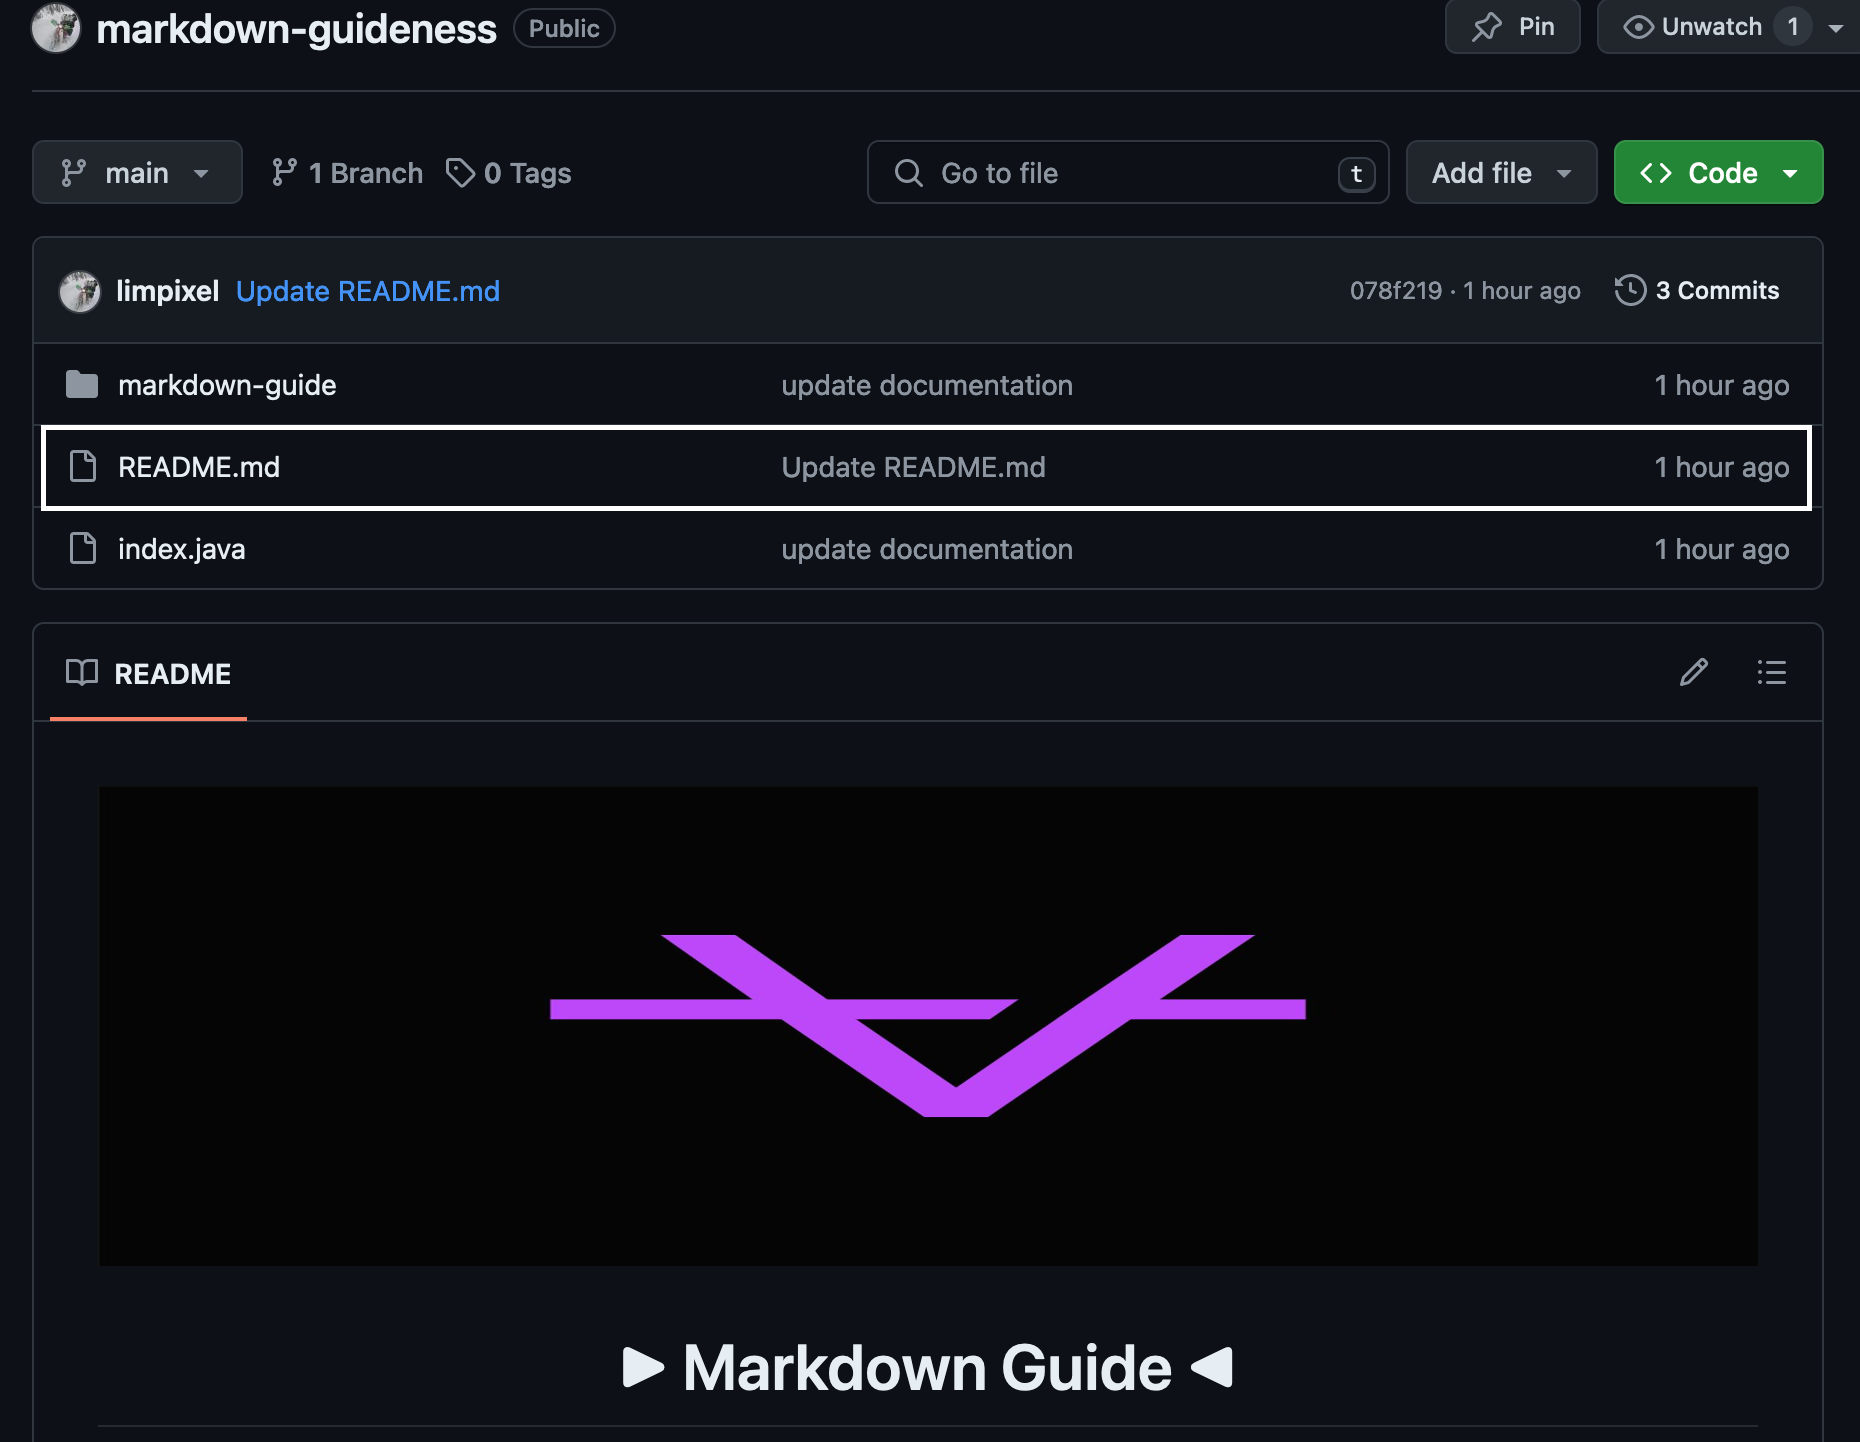 markdown-guideness Public Pin Unwatch 1
main 1 Branch 0 Tags Go to file t Add file Code
limpixel Update README.md 078f219 · 1 hour ago 3 Commits
markdown-guide update documentation 1 hour ago
README.md Update README.md 1 hour ago
index.java update documentation 1 hour ago
README
► Markdown Guide ◄